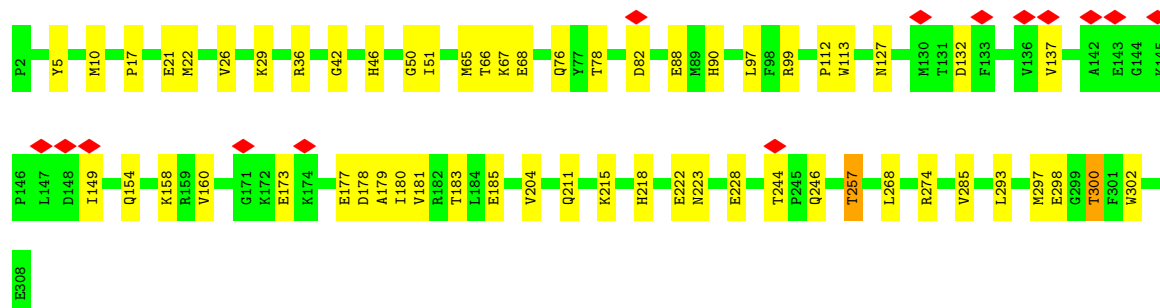 P2 Y5 M10 P17 E21 M22 V26 K29 R36 G42 H46 G50 I51 M65 T66 K67 E68 Q76 Y77 T78 D82 E88 M89 H90 L97 F98 R99 P112 W113 N127 M130 T131 D132 F133 V136 V137 A142 E143 G144 K145
P146 L147 D148 I149 Q154 K158 R159 V160 G171 K172 E173 K174 E177 D178 A179 I180 V181 R182 T183 L184 E185 V204 Q211 K215 H218 E222 N223 E228 T244 P245 Q246 T257 L268 R274 V285 L293 M297 E298 G299 T300 F301 W302
E308